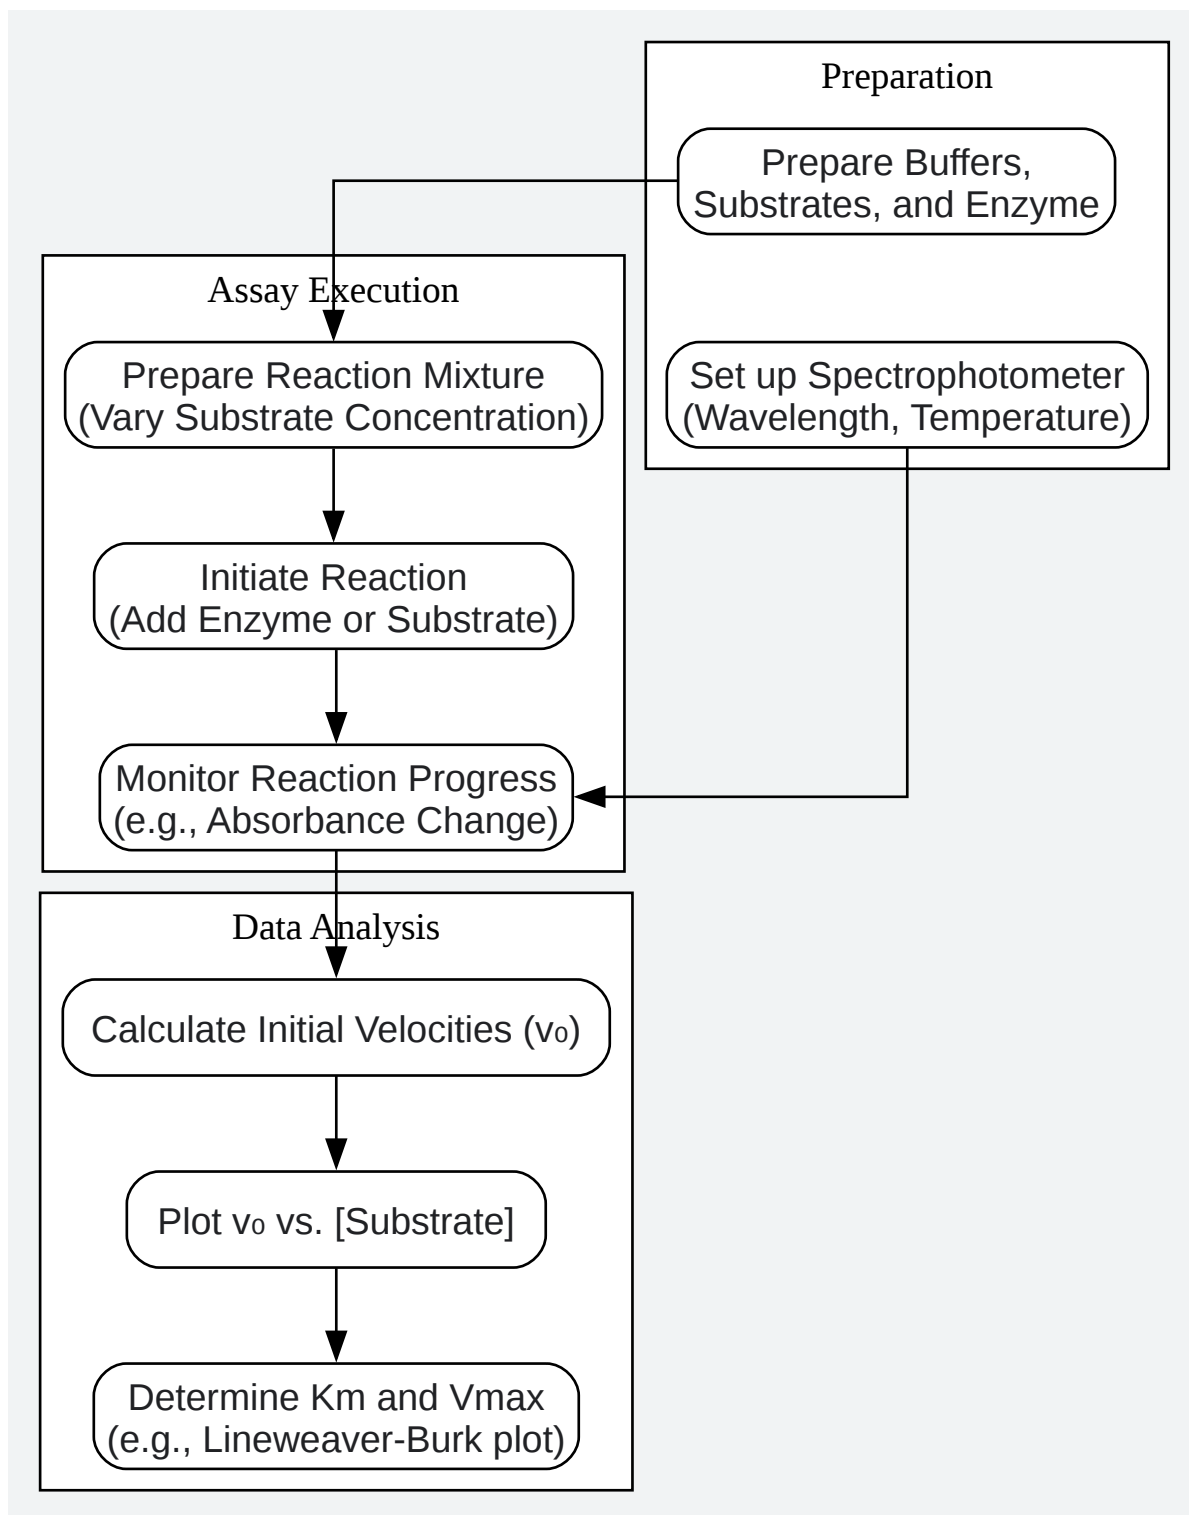 Preparation
Prepare Buffers,
Substrates, and Enzyme
Set up Spectrophotometer
(Wavelength, Temperature)
Assay Execution
Prepare Reaction Mixture
(Vary Substrate Concentration)
Initiate Reaction
(Add Enzyme or Substrate)
Monitor Reaction Progress
(e.g., Absorbance Change)
Data Analysis
Calculate Initial Velocities (v₀)
Plot v₀ vs. [Substrate]
Determine Km and Vmax
(e.g., Lineweaver-Burk plot)